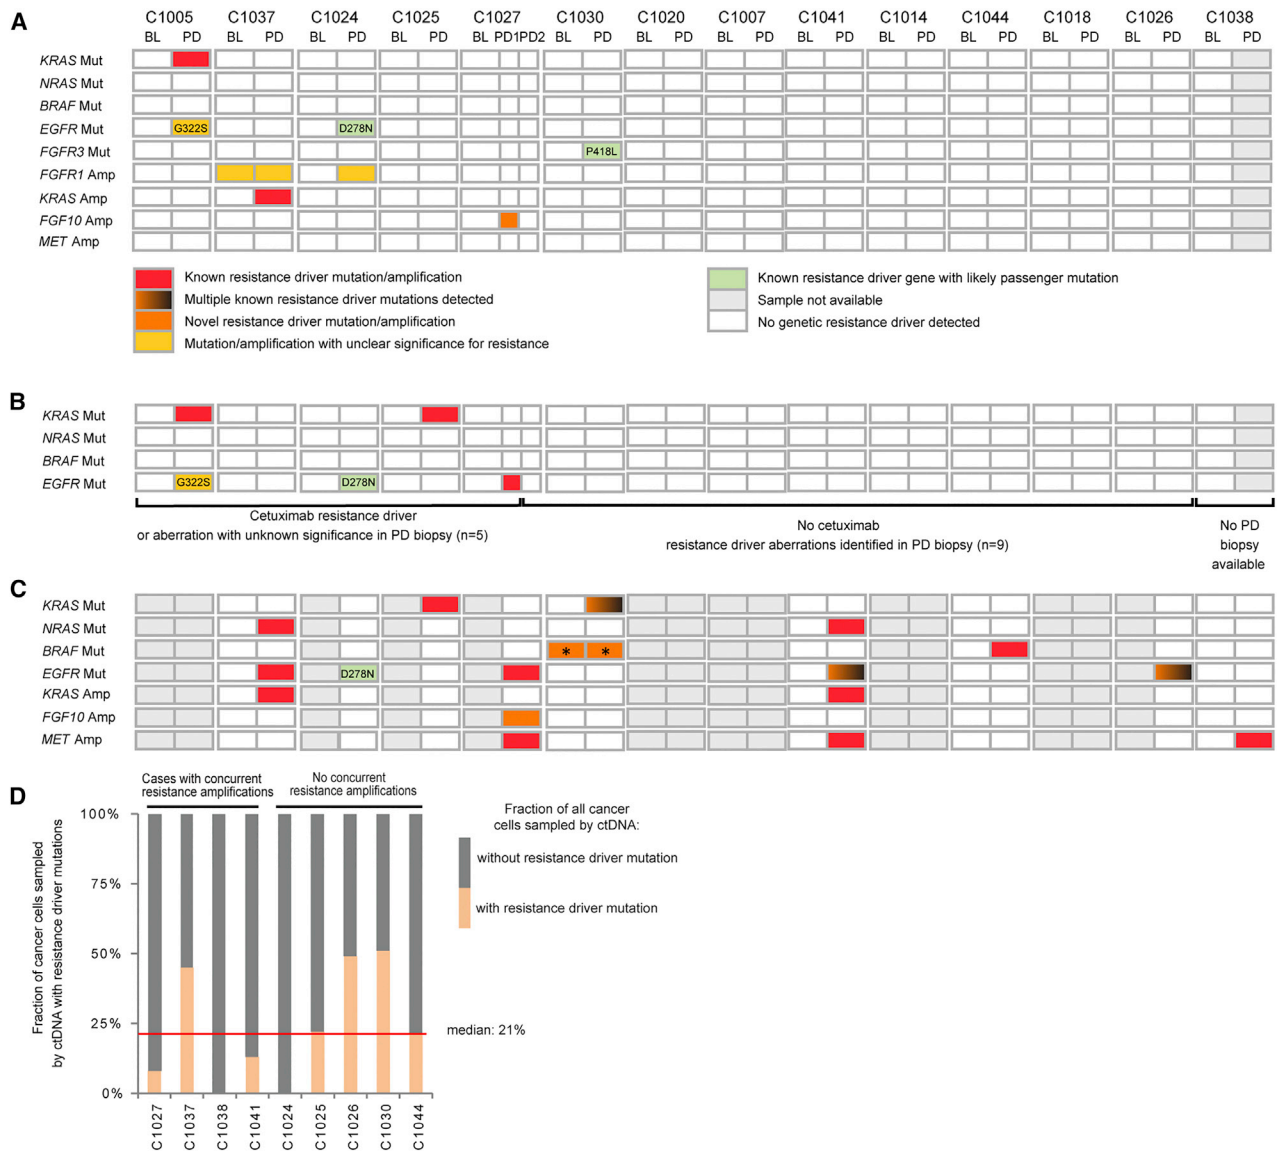 A
C1005 C1037 C1024 C1025 C1027 C1030 C1020 C1007 C1041 C1014 C1044 C1018 C1026 C1038
BL PD BL PD BL PD BL PD BL PD1PD2 BL PD BL PD BL PD BL PD BL PD BL PD BL PD BL PD BL PD
KRAS Mut
NRAS Mut
BRAF Mut
EGFR Mut G322S D278N
FGFR3 Mut P418L
FGFR1 Amp
KRAS Amp
FGF10 Amp
MET Amp
Known resistance driver mutation/amplification
Multiple known resistance driver mutations detected
Novel resistance driver mutation/amplification
Mutation/amplification with unclear significance for resistance
Known resistance driver gene with likely passenger mutation
Sample not available
No genetic resistance driver detected
B
KRAS Mut
NRAS Mut
BRAF Mut
EGFR Mut G322S D278N
Cetuximab resistance driver
or aberration with unknown significance in PD biopsy (n=5)
No cetuximab
resistance driver aberrations identified in PD biopsy (n=9)
No PD
biopsy
available
C
KRAS Mut
NRAS Mut
BRAF Mut * *
EGFR Mut D278N
KRAS Amp
FGF10 Amp
MET Amp
D
Cases with concurrent
resistance amplifications
No concurrent
resistance amplifications
Fraction of cancer cells sampled
by ctDNA with resistance driver mutations
100%
75%
50%
25%
0%
median: 21%
C1027 C1037 C1038 C1041 C1024 C1025 C1026 C1030 C1044
Fraction of all cancer
cells sampled by ctDNA:
without resistance driver mutation
with resistance driver mutation